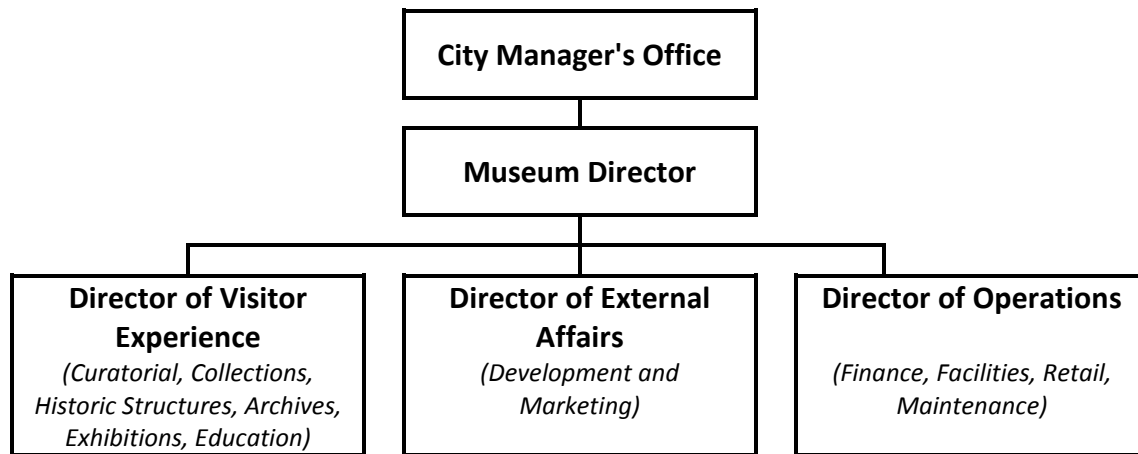 City Manager's Office
Museum Director
Director of Visitor
Experience
(Curatorial, Collections,
Historic Structures, Archives,
Exhibitions, Education)
Director of External
Affairs
(Development and
Marketing)
Director of Operations
(Finance, Facilities, Retail,
Maintenance)